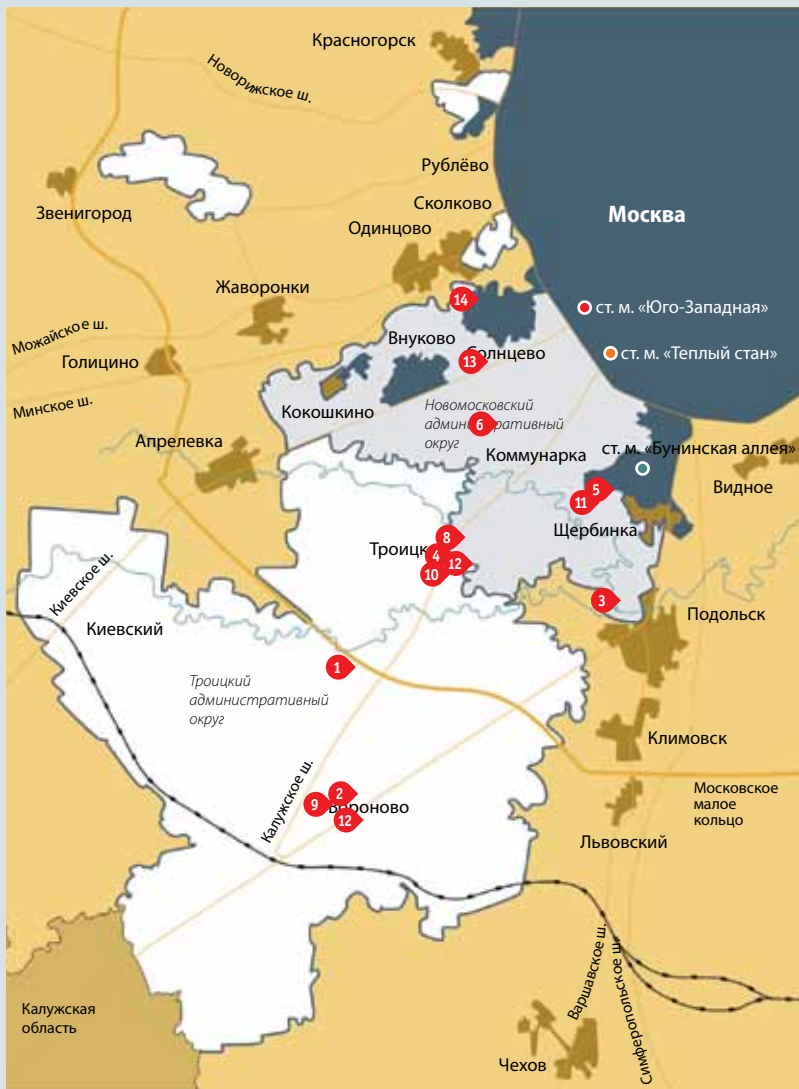 Красногорск
Новорижское ш.
Рублёво
Сколково
Звенигород
Москва
Одинцово
Жаворонки
14
ст. м. «Юго-Западная»
Можайское ш.
Внуково
Солнцево
13
ст. м. «Теплый стан»
Голицино
Минское ш.
Кокошкино
Новомосковский
административный
округ
6
Апрелевка
Коммунарка
ст. м. «Бунинская аллея»
5
11
Видное
Щербинка
8
Троицк
4
12
10
Киевское ш.
3
Подольск
Киевский
1
Троицкий
административный
округ
Климовск
Калужское ш.
2
9
Вороново
12
Московское
малое
кольцо
Львовский
Варшавское ш.
Симферопольское ш.
Калужская
область
Чехов